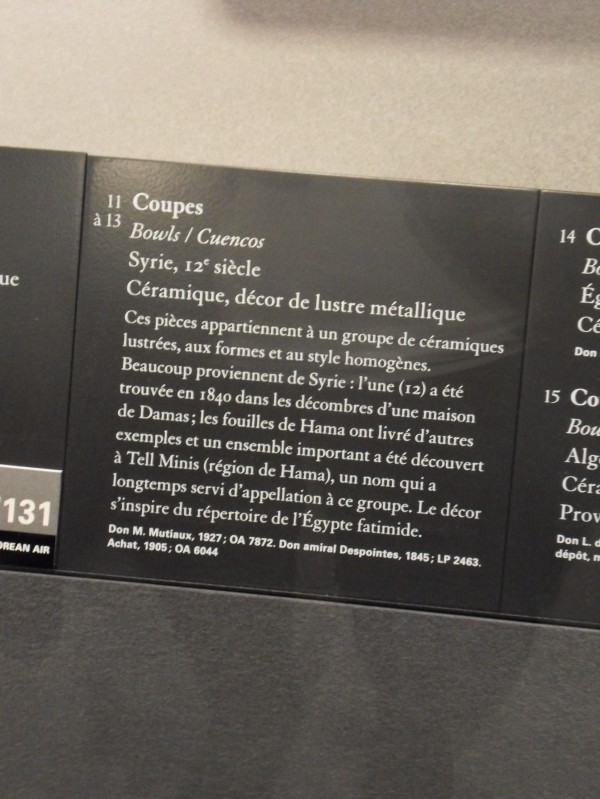 ue
131
OREAN AIR
11 Coupes
à 13 Bowls / Cuencos
Syrie, 12e siècle
Céramique, décor de lustre métallique
Ces pièces appartiennent à un groupe de céramiques
lustrées, aux formes et au style homogènes.
Beaucoup proviennent de Syrie : l'une (12) a été
trouvée en 1840 dans les décombres d'une maison
de Damas ; les fouilles de Hama ont livré d'autres
exemples et un ensemble important a été découvert
à Tell Minis (région de Hama), un nom qui a
longtemps servi d'appellation à ce groupe. Le décor
s'inspire du répertoire de l'Égypte fatimide.
Don M. Mutiaux, 1927 ; OA 7872. Don amiral Despointes, 1845 ; LP 2463.
Achat, 1905 ; OA 6044
14 C
Bo
Ég
Cé
Don
15 Co
Bou
Alg
Céra
Prov
Don L. d
dépôt, m